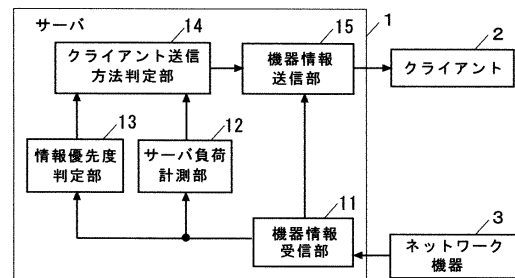 サーバ
1
14
クライアント送信
方法判定部
15
機器情報
送信部
2
クライアント
13
情報優先度
判定部
12
サーバ負荷
計測部
11
機器情報
受信部
3
ネットワーク
機器